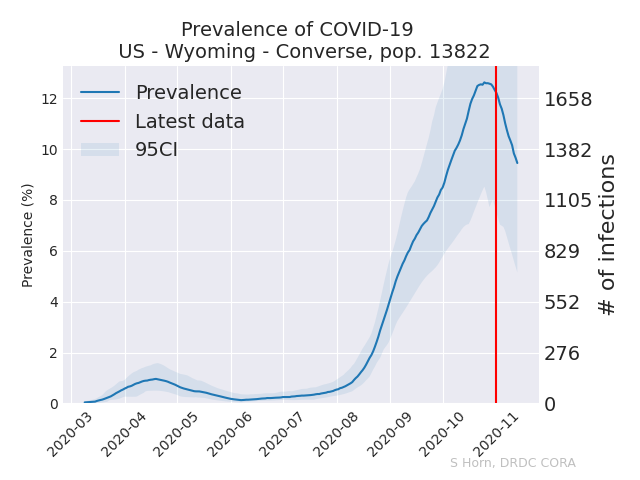 Prevalence of COVID-19
US - Wyoming - Converse, pop. 13822
Prevalence
Latest data
95CI
Prevalence (%)
12
10
8
6
4
2
0
1658
1382
1105
829
552
276
0
# of infections
2020-03
2020-04
2020-05
2020-06
2020-07
2020-08
2020-09
2020-10
2020-11
S Horn, DRDC CORA